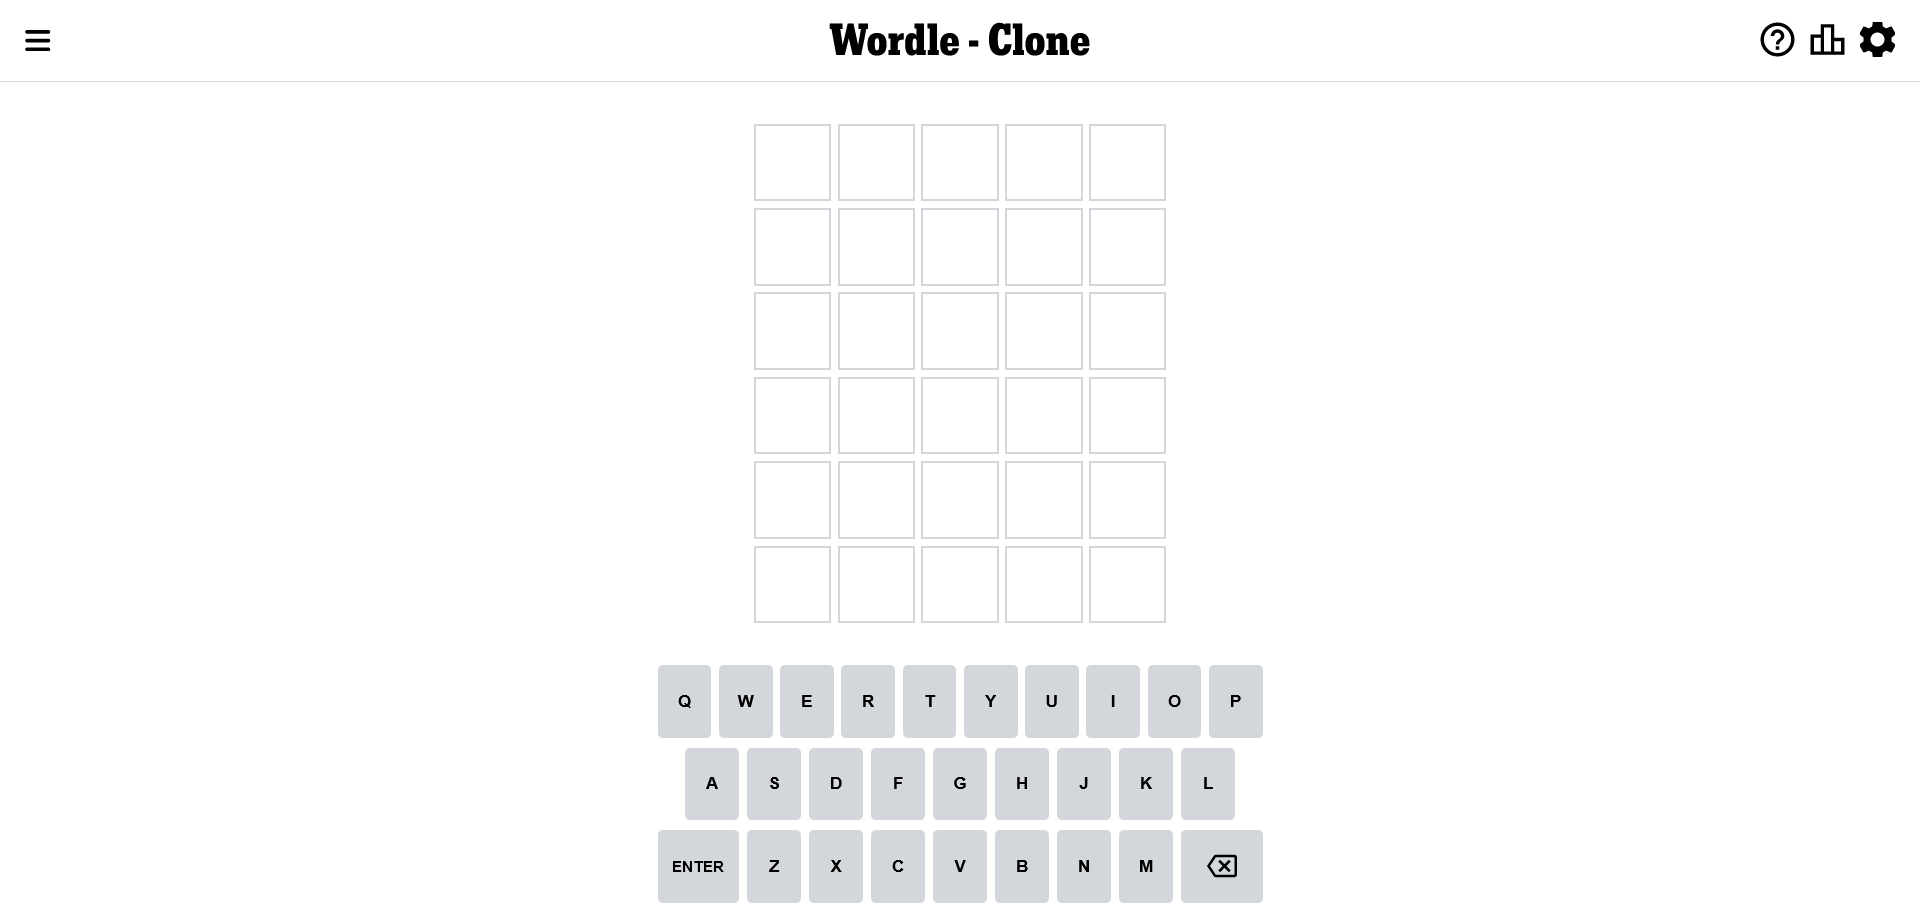 Wordle - Clone
Q W E R T Y U I O P
A S D F G H J K L
ENTER Z X C V B N M